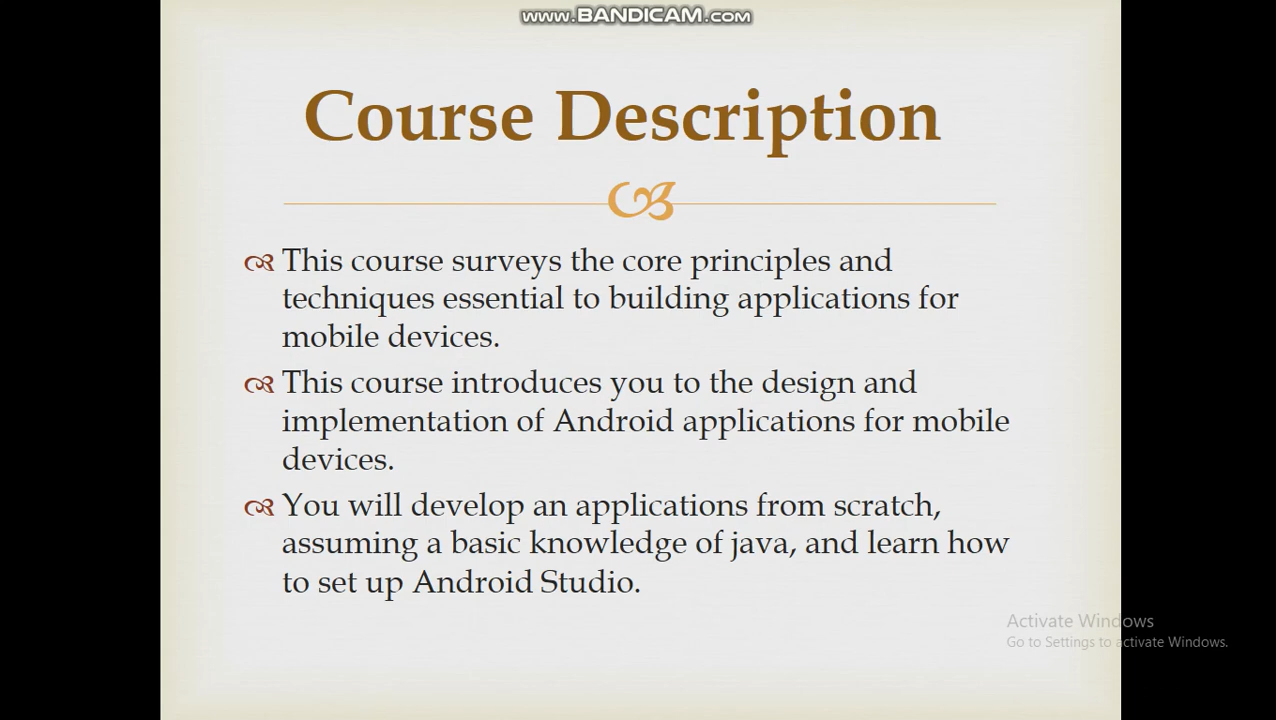 www.BANDICAM.com
Course Description
This course surveys the core principles and
techniques essential to building applications for
mobile devices.
This course introduces you to the design and
implementation of Android applications for mobile
devices.
You will develop an applications from scratch,
assuming a basic knowledge of java, and learn how
to set up Android Studio.
Activate Windows
Go to Settings to activate Windows.